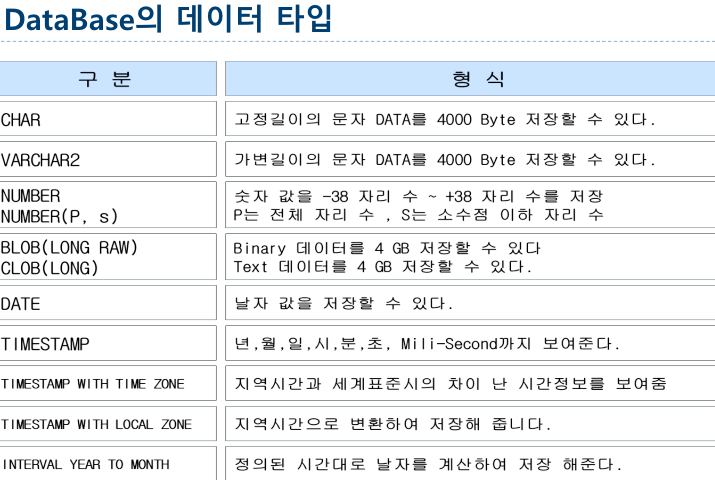 DataBase의 데이터 타입
구 분
형 식
CHAR
고정길이의 문자 DATA를 4000 Byte 저장할 수 있다.
VARCHAR2
가변길이의 문자 DATA를 4000 Byte 저장할 수 있다.
NUMBER
NUMBER(P, s)
숫자 값을 -38 자리 수 ~ +38 자리 수를 저장
P는 전체 자리 수 , S는 소수점 이하 자리 수
BLOB(LONG RAW)
CLOB(LONG)
Binary 데이터를 4 GB 저장할 수 있다
Text 데이터를 4 GB 저장할 수 있다.
DATE
날자 값을 저장할 수 있다.
TIMESTAMP
년,월,일,시,분,초, Mili-Second까지 보여준다.
TIMESTAMP WITH TIME ZONE
지역시간과 세계표준시의 차이 난 시간정보를 보여줌
TIMESTAMP WITH LOCAL ZONE
지역시간으로 변환하여 저장해 줍니다.
INTERVAL YEAR TO MONTH
정의된 시간대로 날자를 계산하여 저장 해준다.